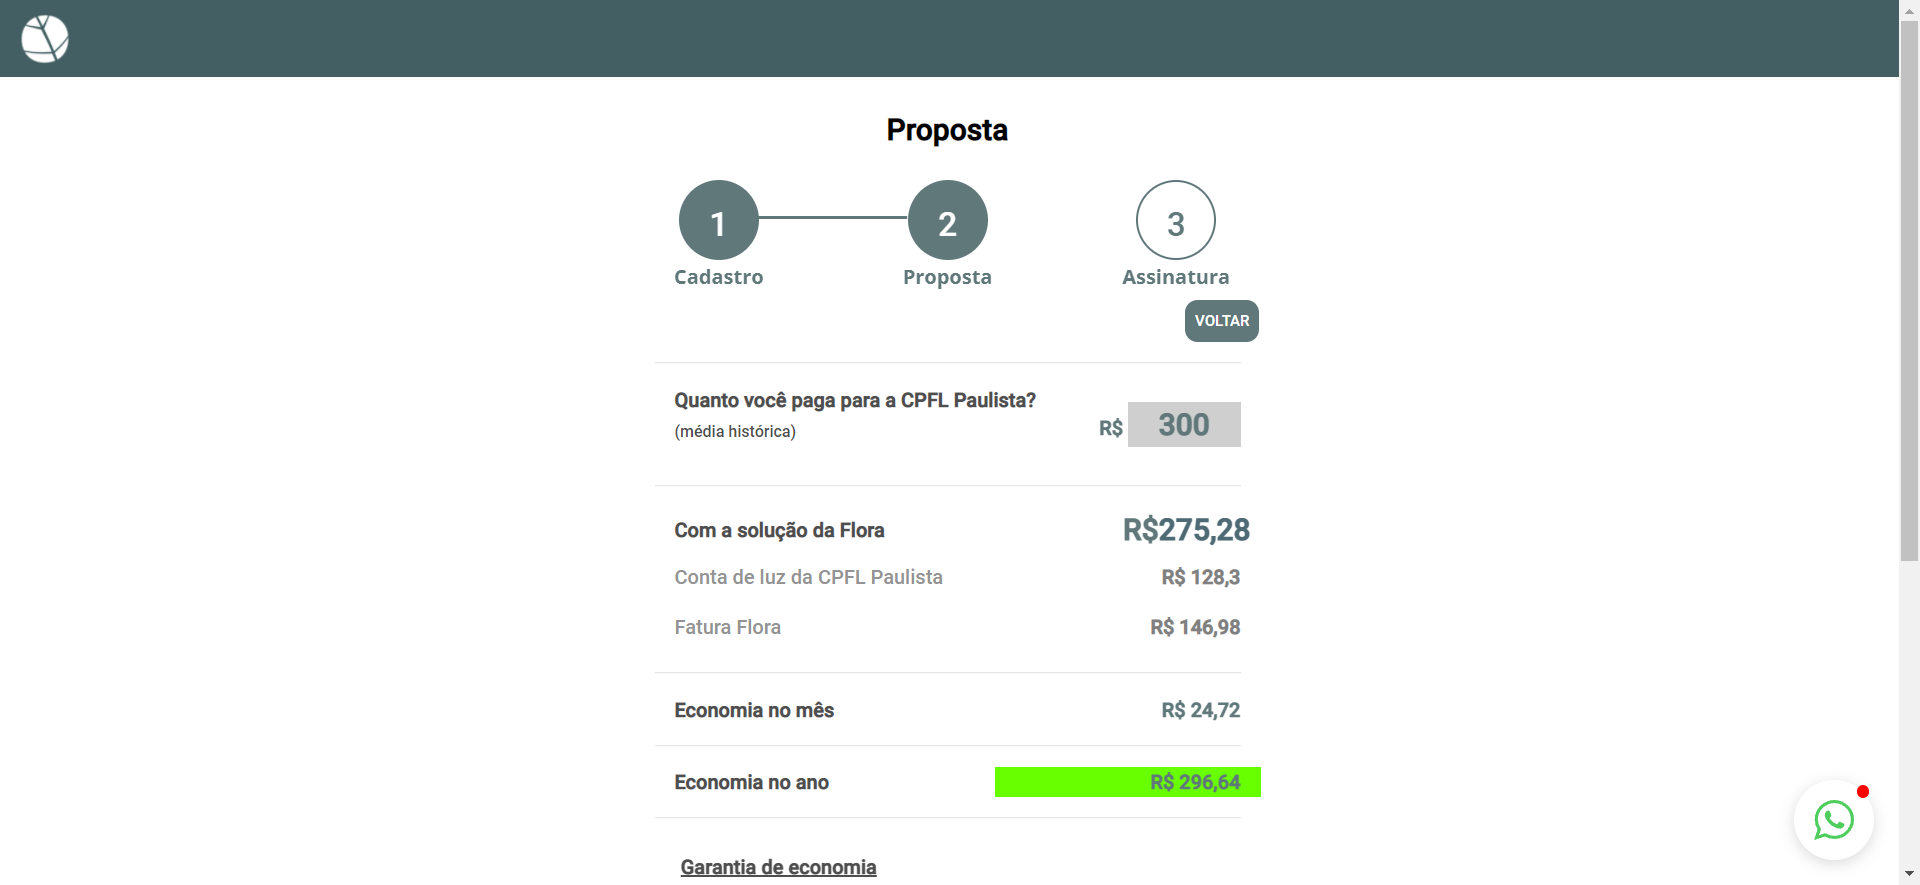 Proposta
1 2 3
Cadastro Proposta Assinatura
VOLTAR
Quanto você paga para a CPFL Paulista?
(média histórica)
R$ 300
Com a solução da Flora R$275,28
Conta de luz da CPFL Paulista R$ 128,3
Fatura Flora R$ 146,98
Economia no mês R$ 24,72
Economia no ano R$ 296,64
Garantia de economia